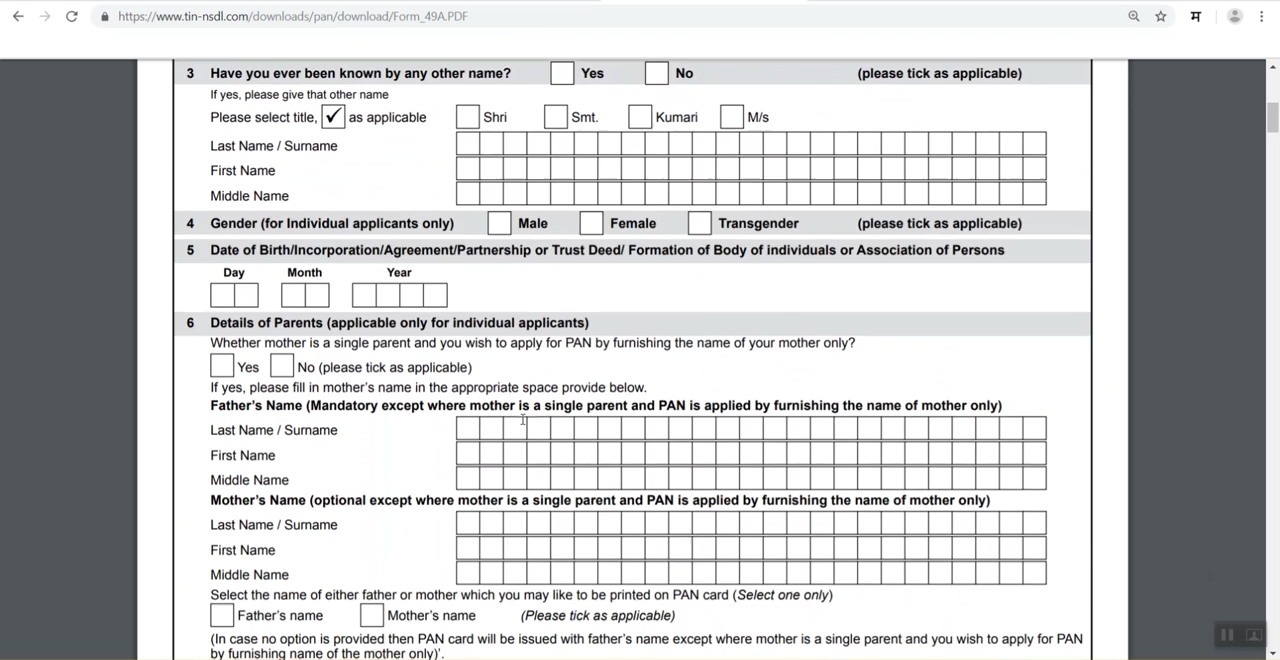 https://www.tin-nsdl.com/downloads/pan/download/Form_49A.PDF
म
3 Have you ever been known by any other name? Yes No (please tick as applicable)
If yes, please give that other name
Please select title, ✓ as applicable Shri Smt. Kumari M/s
Last Name / Surname
First Name
Middle Name
4 Gender (for Individual applicants only) Male Female Transgender (please tick as applicable)
5 Date of Birth/Incorporation/Agreement/Partnership or Trust Deed/ Formation of Body of individuals or Association of Persons
Day Month Year
6 Details of Parents (applicable only for individual applicants)
Whether mother is a single parent and you wish to apply for PAN by furnishing the name of your mother only?
Yes No (please tick as applicable)
If yes, please fill in mother's name in the appropriate space provide below.
Father's Name (Mandatory except where mother is a single parent and PAN is applied by furnishing the name of mother only)
Last Name / Surname
First Name
Middle Name
Mother's Name (optional except where mother is a single parent and PAN is applied by furnishing the name of mother only)
Last Name / Surname
First Name
Middle Name
Select the name of either father or mother which you may like to be printed on PAN card (Select one only)
Father's name Mother's name (Please tick as applicable)
(In case no option is provided then PAN card will be issued with father's name except where mother is a single parent and you wish to apply for PAN
by furnishing name of the mother only)'.